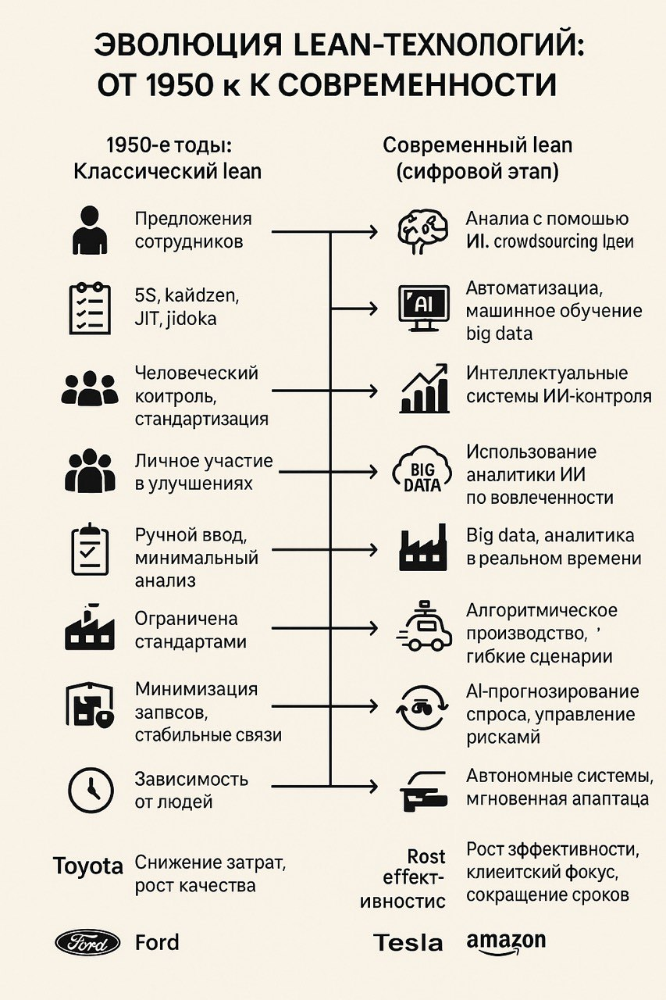 ЭВОЛЮЦИЯ LEAN-ТЕХNОПОГИЙ:
ОТ 1950 к К СОВРЕМЕННОСТИ
1950-е тоды:
Классический lean
Современный lean
(сифровой этап)
Предложения
сотрудников
Аналиа с помошью
ИI. crowdsourcing Iдеи
5S, kaйdzen,
JIT, jidoka
AI
Автоматизациа,
машинное обучение
big data
Человеческий
коитроль,
стандартизация
Интеллектуальные
системы ИИ-контроля
Личное участие
в улучшениях
BIG
DATA
Использование
аналитики ИИ
по вовлеченности
Ручной ввод,
минимальный
анализ
Big data, аналитика
в реальном времени
Ограничена
стандартами
Алгоритмическое
производство, ’
гибкие сценарии
Минимизация
запвсов,
стабильные связи
AI-прогнозирование
спроса, управление
рискамй
Зависимость
от людей
Автономные системы,
мгновенная апаптаца
Toyota
Снижение затрат,
рост качества
Rost
effект-
ивностис
Рост зффективности,
клиеитский фокус,
сокращение сроков
Ford
Ford
Tesla
amazon